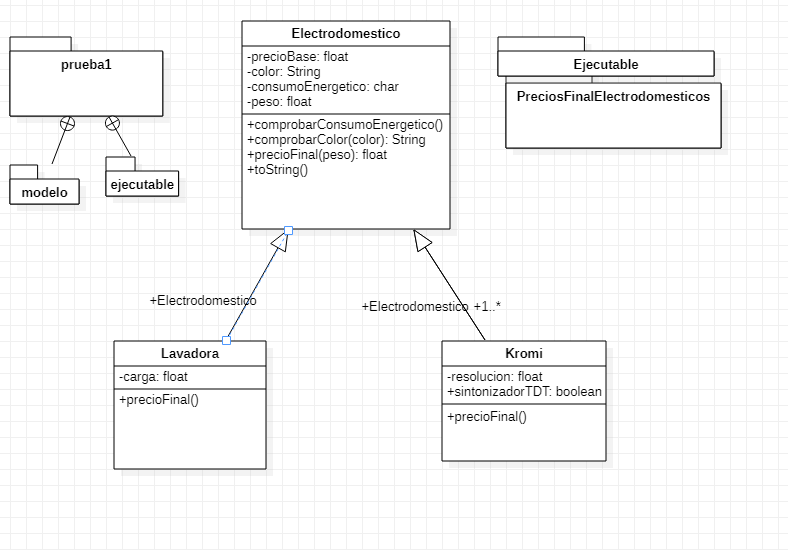 prueba1
modelo
ejecutable
Electrodomestico
-precioBase: float
-color: String
-consumoEnergetico: char
-peso: float
+comprobarConsumoEnergetico()
+comprobarColor(color): String
+precioFinal(peso): float
+toString()
Ejecutable
PreciosFinalElectrodomesticos
+Electrodomestico
+Electrodomestico +1..*
Lavadora
-carga: float
+precioFinal()
Kromi
-resolucion: float
+sintonizadorTDT: boolean
+precioFinal()